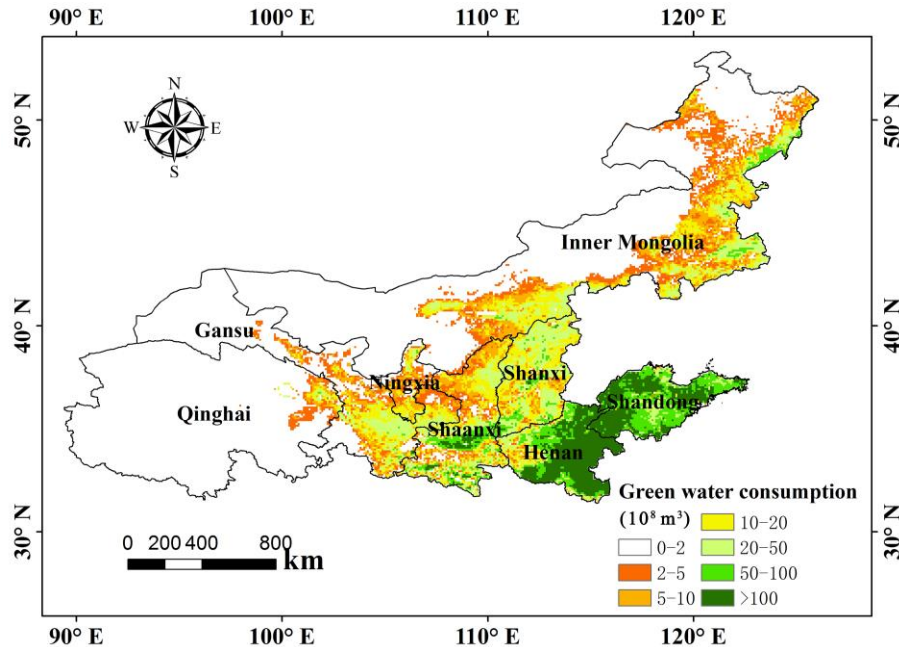 90° E 100° E 110° E 120° E
50° N 50° N
40° N 40° N
30° N 30° N
N
W E
S
Inner Mongolia
Gansu
Ningxia
Shanxi
Qinghai
Shandong
Shaanxi
Henan
Green water consumption
(10⁸ m³)
0-2
2-5
5-10
10-20
20-50
50-100
>100
0 200 400 800
km
90° E 100° E 110° E 120° E